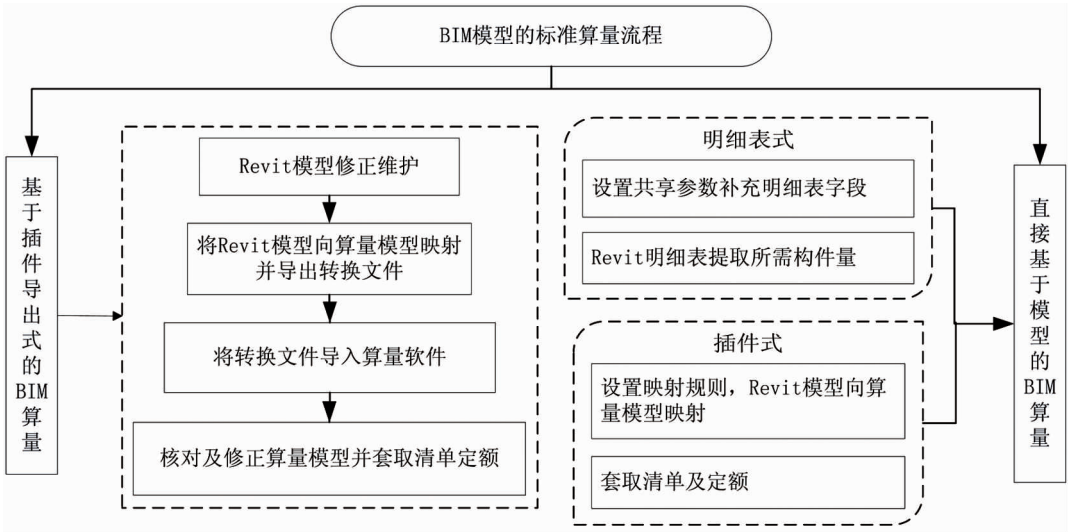 BIM模型的标准算量流程
基于插件导出式的BIM算量
Revit模型修正维护
将Revit模型向算量模型映射
并导出转换文件
将转换文件导入算量软件
核对及修正算量模型并套取清单定额
明细表式
设置共享参数补充明细表字段
Revit明细表提取所需构件量
插件式
设置映射规则，Revit模型向算
量模型映射
套取清单及定额
直接基于模型的BIM算量